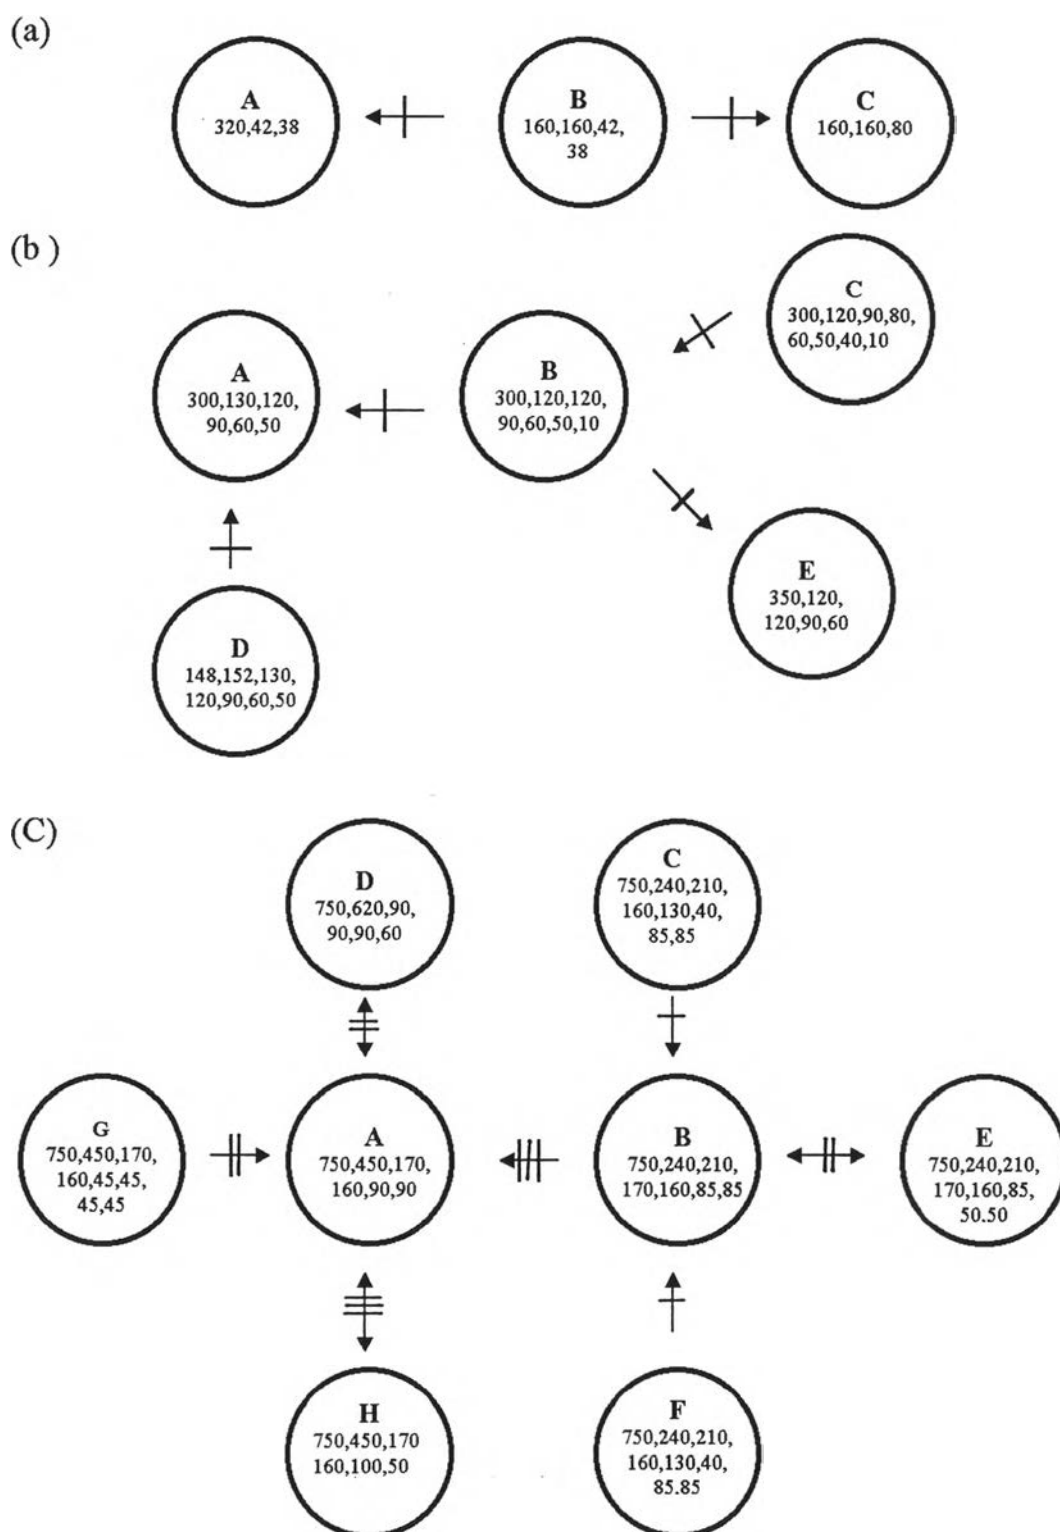 (a)
A
320,42,38
B
160,160,42,
38
C
160,160,80
(b )
C
300,120,90,80,
60,50,40,10
A
300,130,120,
90,60,50
B
300,120,120,
90,60,50,10
E
350,120,
120,90,60
D
148,152,130,
120,90,60,50
(C)
D
750,620,90,
90,90,60
C
750,240,210,
160,130,40,
85,85
G
750,450,170,
160,45,45,
45,45
A
750,450,170,
160,90,90
B
750,240,210,
170,160,85,85
E
750,240,210,
170,160,85,
50.50
H
750,450,170
160,100,50
F
750,240,210,
160,130,40,
85.85